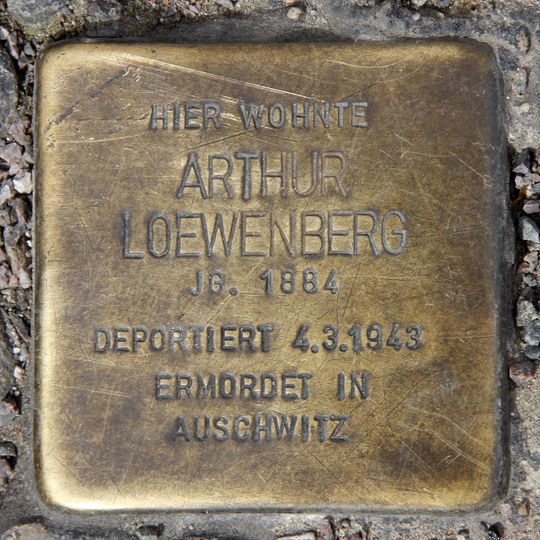 HIER WOHNTE
ARTHUR
LOEWENBERG
JG. 1884
DEPORTIERT 4.3.1943
ERMORDET IN
AUSCHWITZ